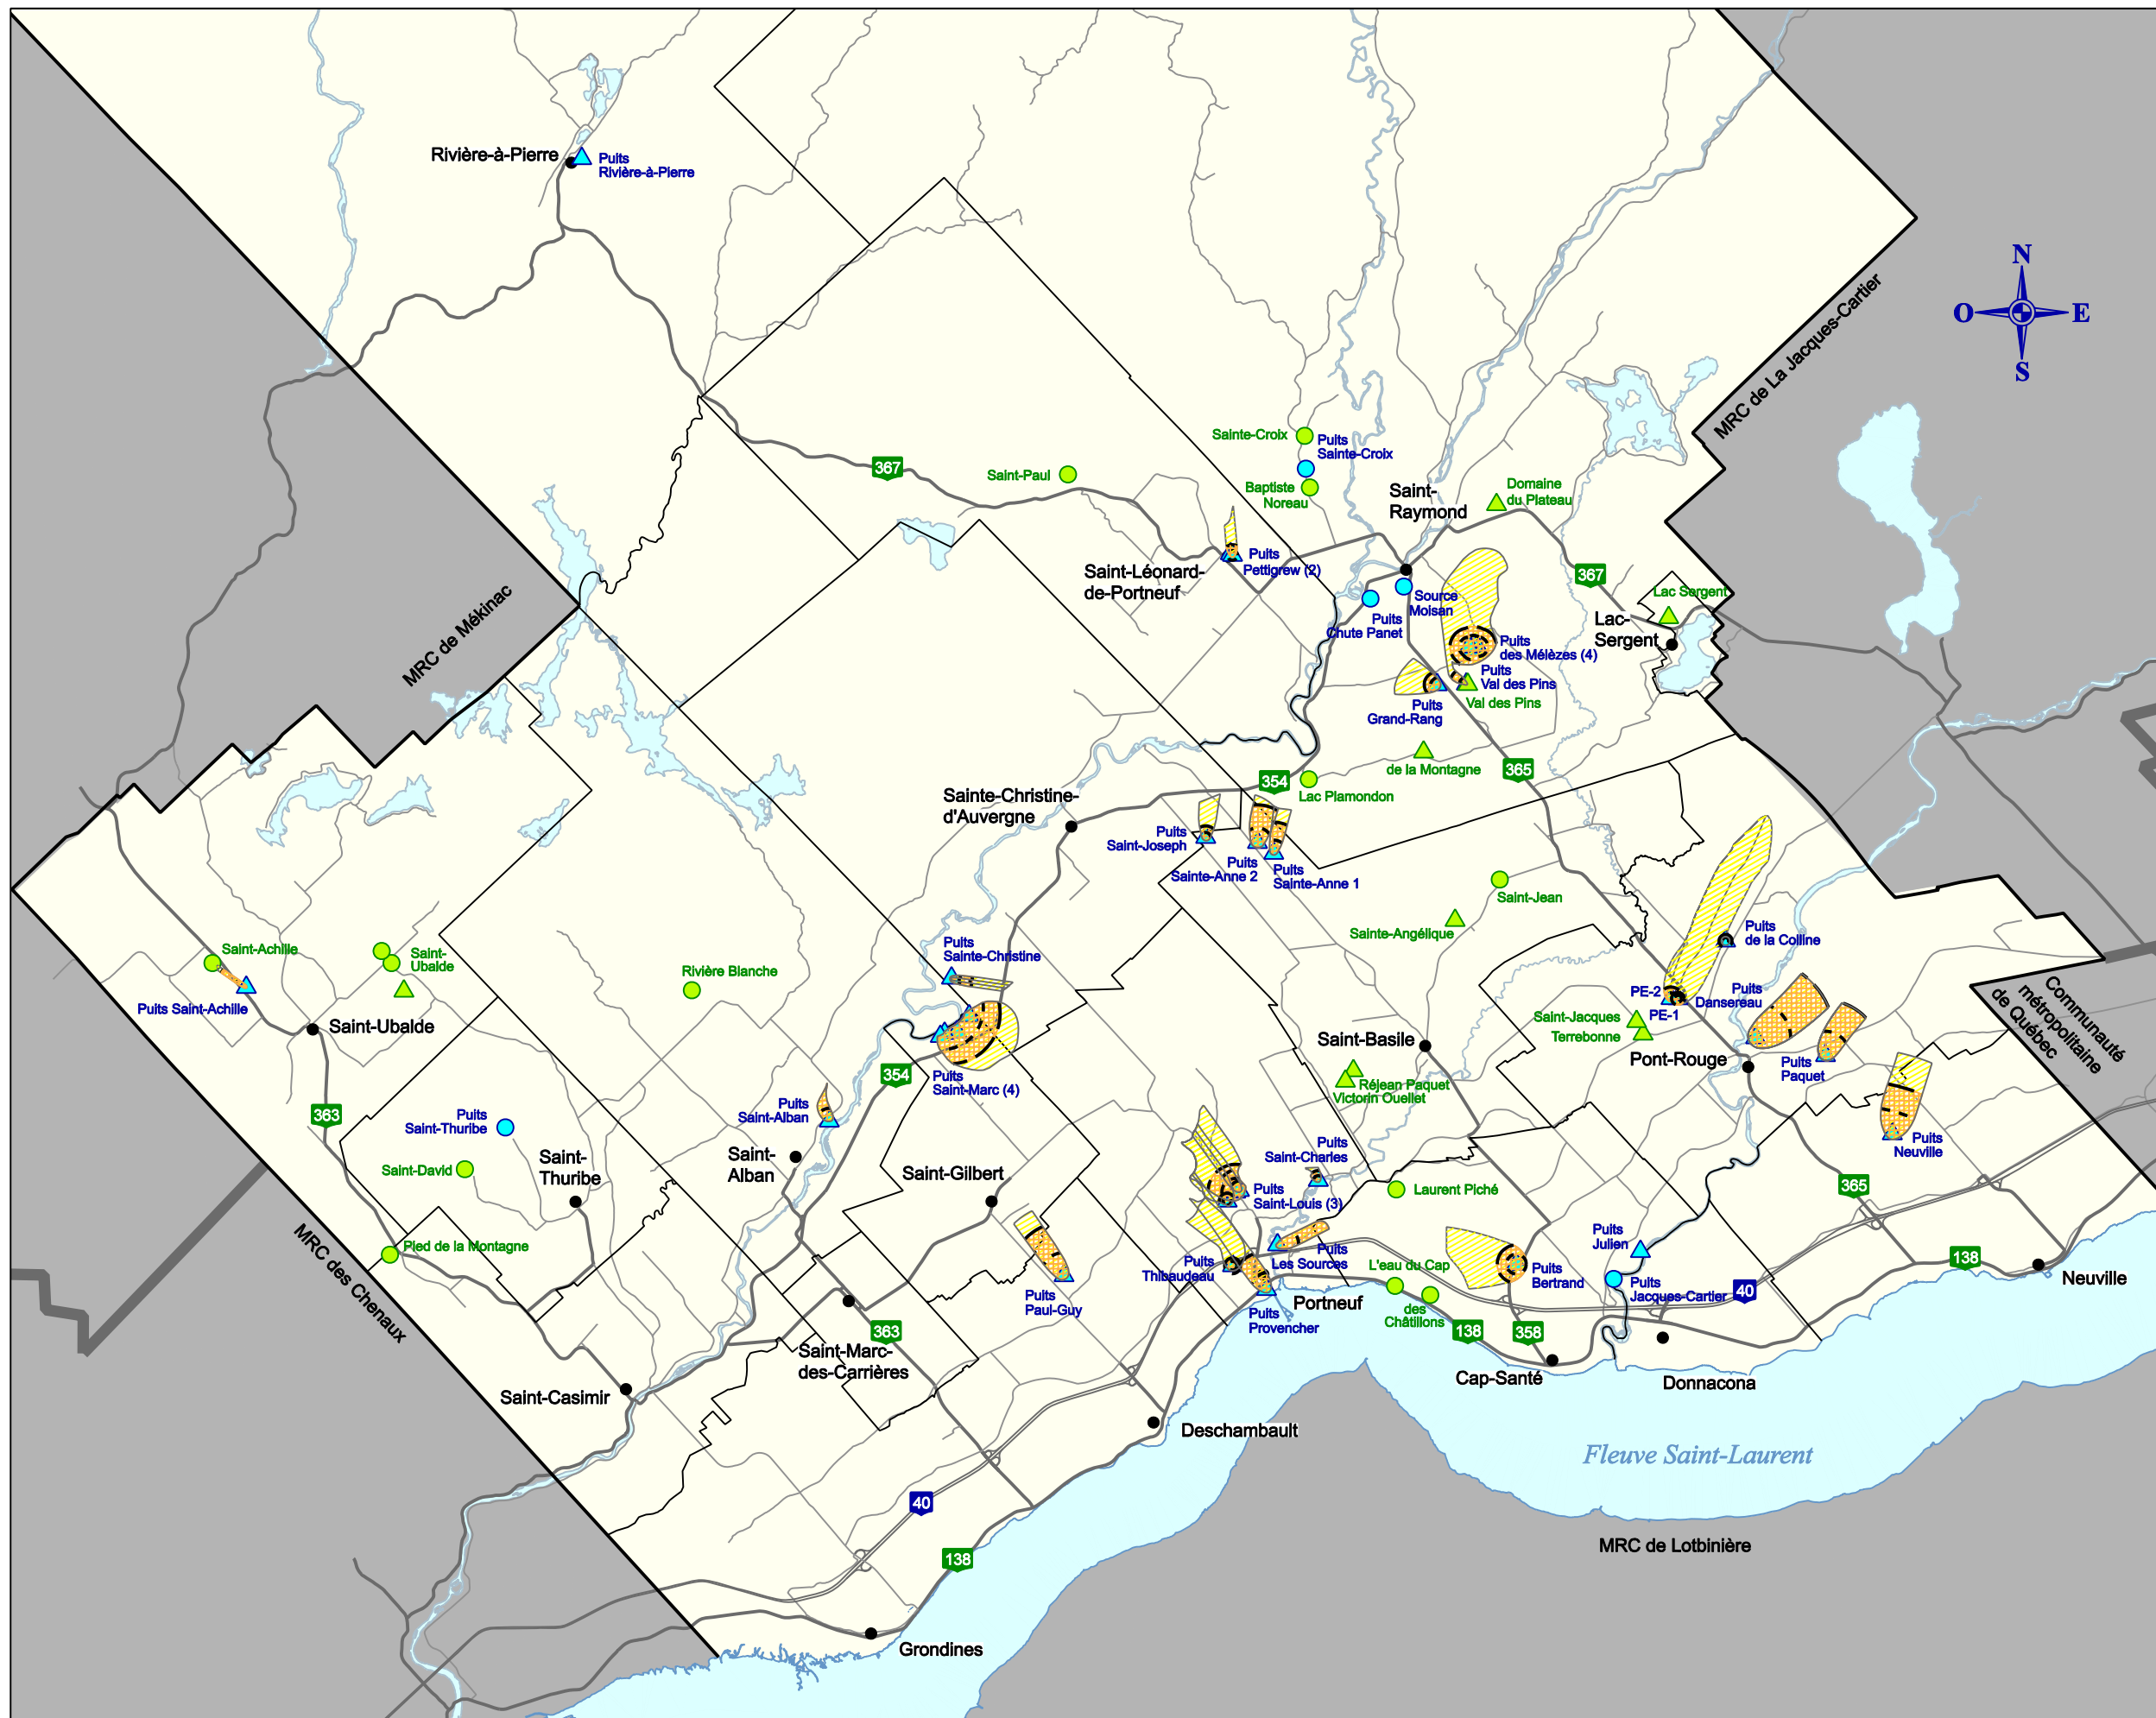 Rivière-à-Pierre
Puits
Rivière-à-Pierre
N
O
E
S
MRC de La Jacques-Cartier
367
Saint-Paul
Sainte-Croix
Puits
Sainte-Croix
Baptiste
Noreau
Saint-
Raymond
Domaine
du Plateau
Puits
Pettigrew (2)
Saint-Léonard-
de-Portneuf
367
Source
Moisan
Puits
Chute Panet
Lac Sergent
Lac-
Sergent
MRC de Mékinac
Puits
des Mélèzes (4)
Puits
Val des Pins
Val des Pins
Puits
Grand-Rang
de la Montagne
365
354
Lac Plamondon
Sainte-Christine-
d'Auvergne
Puits
Saint-Joseph
Puits
Sainte-Anne 2
Puits
Sainte-Anne 1
Saint-Jean
Sainte-Angélique
Puits
de la Colline
Saint-Achille
Saint-
Ubalde
Puits Saint-Achille
Saint-Ubalde
Rivière Blanche
Puits
Sainte-Christine
PE-2
PE-1
Puits
Dansereau
Saint-Jacques
Terrebonne
Communauté
métropolitaine
de Québec
Saint-Basile
Pont-Rouge
Puits
Paquet
354
Puits
Saint-Marc (4)
Réjean Paquet
Victorin Ouellet
363
Puits
Saint-Thuribe
Puits
Saint-Alban
Puits
Neuville
Saint-David
Saint-
Thuribe
Saint-
Alban
Saint-Gilbert
Puits
Saint-Charles
Puits
Saint-Louis (3)
Laurent Piché
365
Pied de la Montagne
MRC des Chenaux
Puits
Paul-Guy
Puits
Thibaudeau
Puits
Les Sources
L'eau du Cap
Puits
Bertrand
Puits
Julien
Puits
Jacques-Cartier
40
138
Neuville
Portneuf
Puits
Provencher
des
Châtillons
138
358
363
Saint-Marc-
des-Carrières
Saint-Casimir
Cap-Santé
Donnacona
Deschambault
Fleuve Saint-Laurent
40
138
MRC de Lotbinière
Grondines